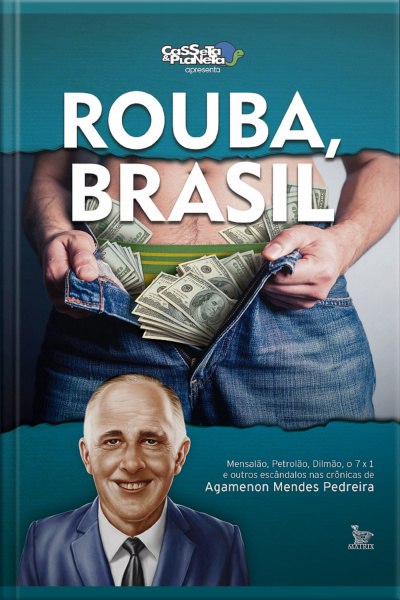 CASSETA
&PLANETA
apresenta
ROUBA,
BRASIL
Mensalão, Petrolão, Dilmão, o 7 x 1
e outros escândalos nas crônicas de
Agamenon Mendes Pedreira
MATRIX